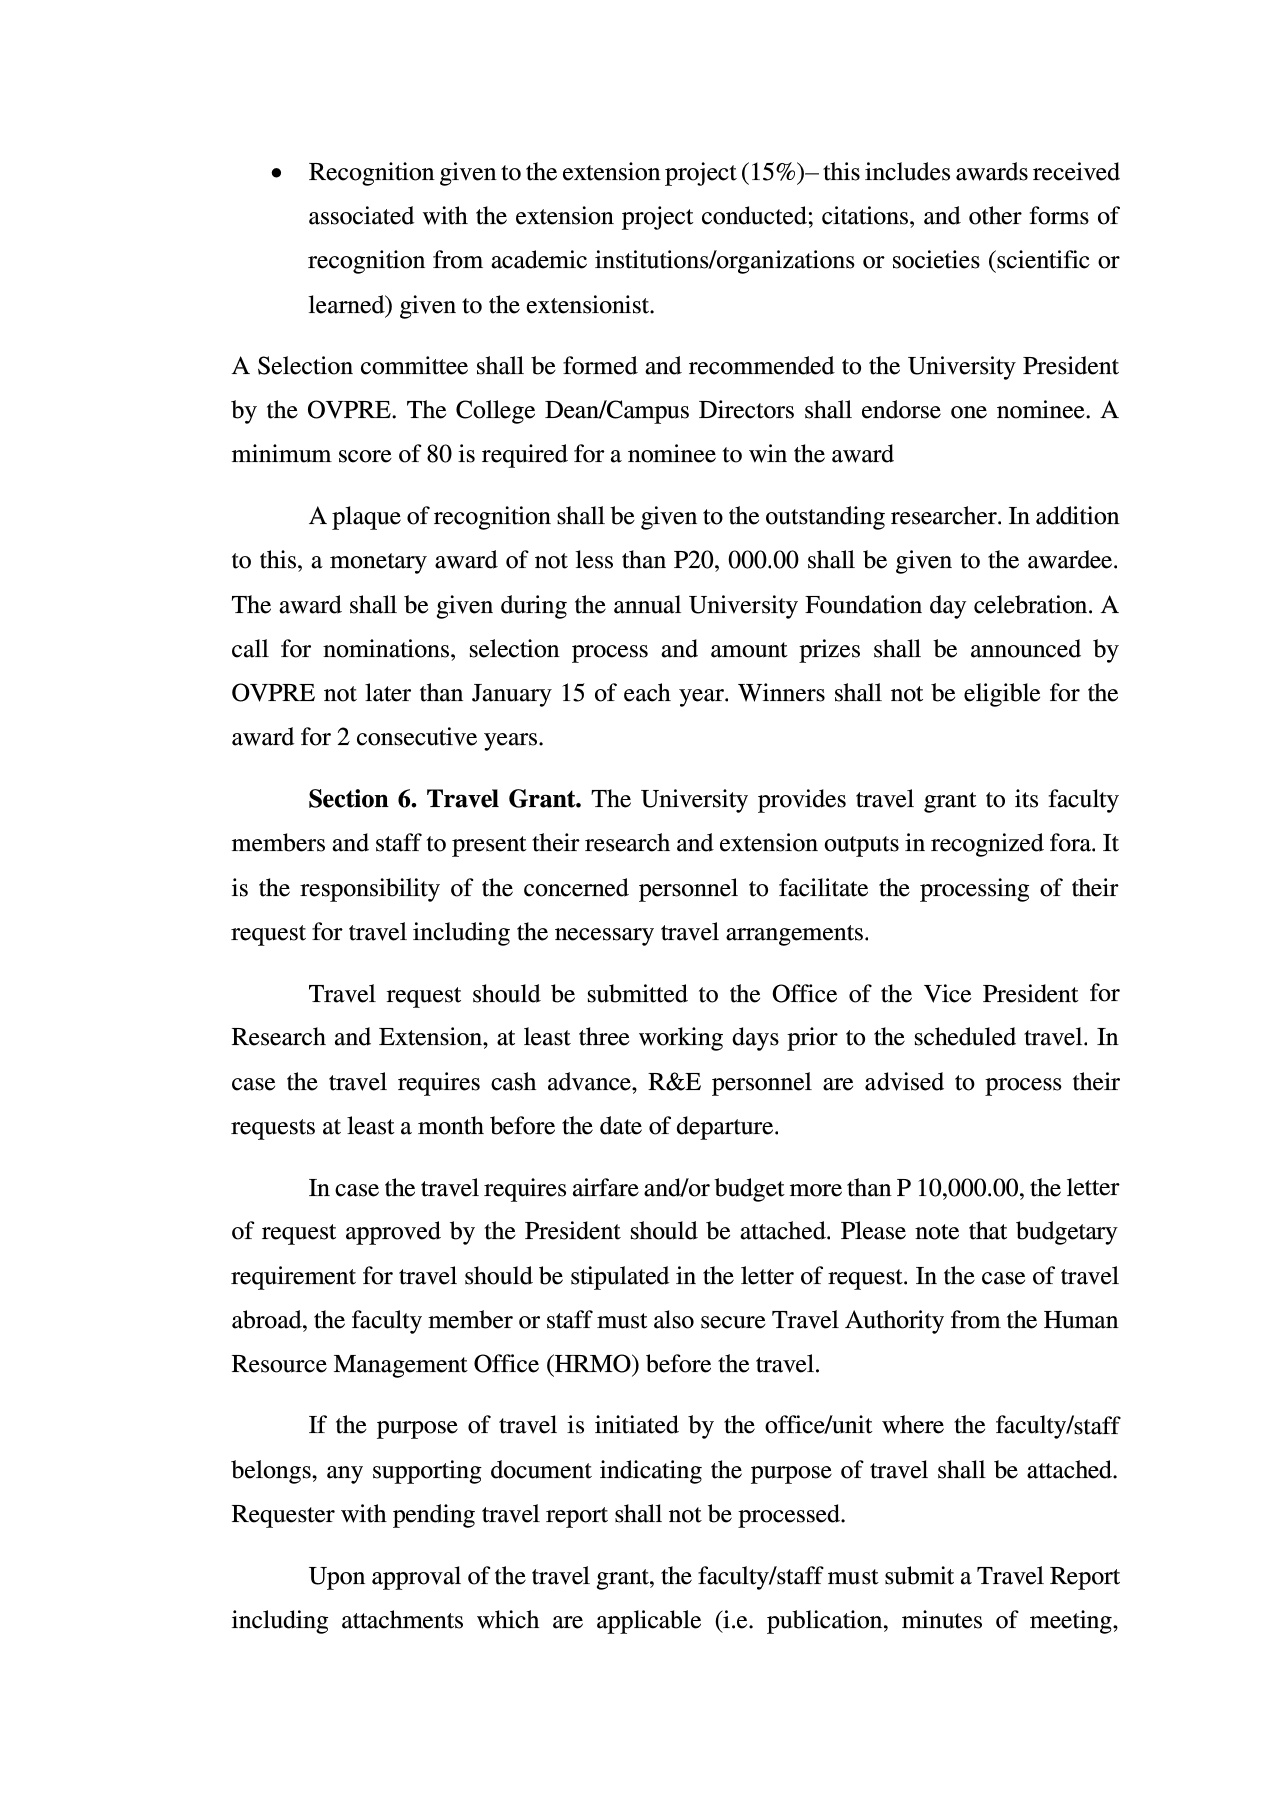 • Recognition given to the extension project (15%)– this includes awards received
associated with the extension project conducted; citations, and other forms of
recognition from academic institutions/organizations or societies (scientific or
learned) given to the extensionist.
A Selection committee shall be formed and recommended to the University President
by the OVPRE. The College Dean/Campus Directors shall endorse one nominee. A
minimum score of 80 is required for a nominee to win the award
A plaque of recognition shall be given to the outstanding researcher. In addition
to this, a monetary award of not less than P20, 000.00 shall be given to the awardee.
The award shall be given during the annual University Foundation day celebration. A
call for nominations, selection process and amount prizes shall be announced by
OVPRE not later than January 15 of each year. Winners shall not be eligible for the
award for 2 consecutive years.
Section 6. Travel Grant. The University provides travel grant to its faculty
members and staff to present their research and extension outputs in recognized fora. It
is the responsibility of the concerned personnel to facilitate the processing of their
request for travel including the necessary travel arrangements.
Travel request should be submitted to the Office of the Vice President for
Research and Extension, at least three working days prior to the scheduled travel. In
case the travel requires cash advance, R&E personnel are advised to process their
requests at least a month before the date of departure.
In case the travel requires airfare and/or budget more than P 10,000.00, the letter
of request approved by the President should be attached. Please note that budgetary
requirement for travel should be stipulated in the letter of request. In the case of travel
abroad, the faculty member or staff must also secure Travel Authority from the Human
Resource Management Office (HRMO) before the travel.
If the purpose of travel is initiated by the office/unit where the faculty/staff
belongs, any supporting document indicating the purpose of travel shall be attached.
Requester with pending travel report shall not be processed.
Upon approval of the travel grant, the faculty/staff must submit a Travel Report
including attachments which are applicable (i.e. publication, minutes of meeting,